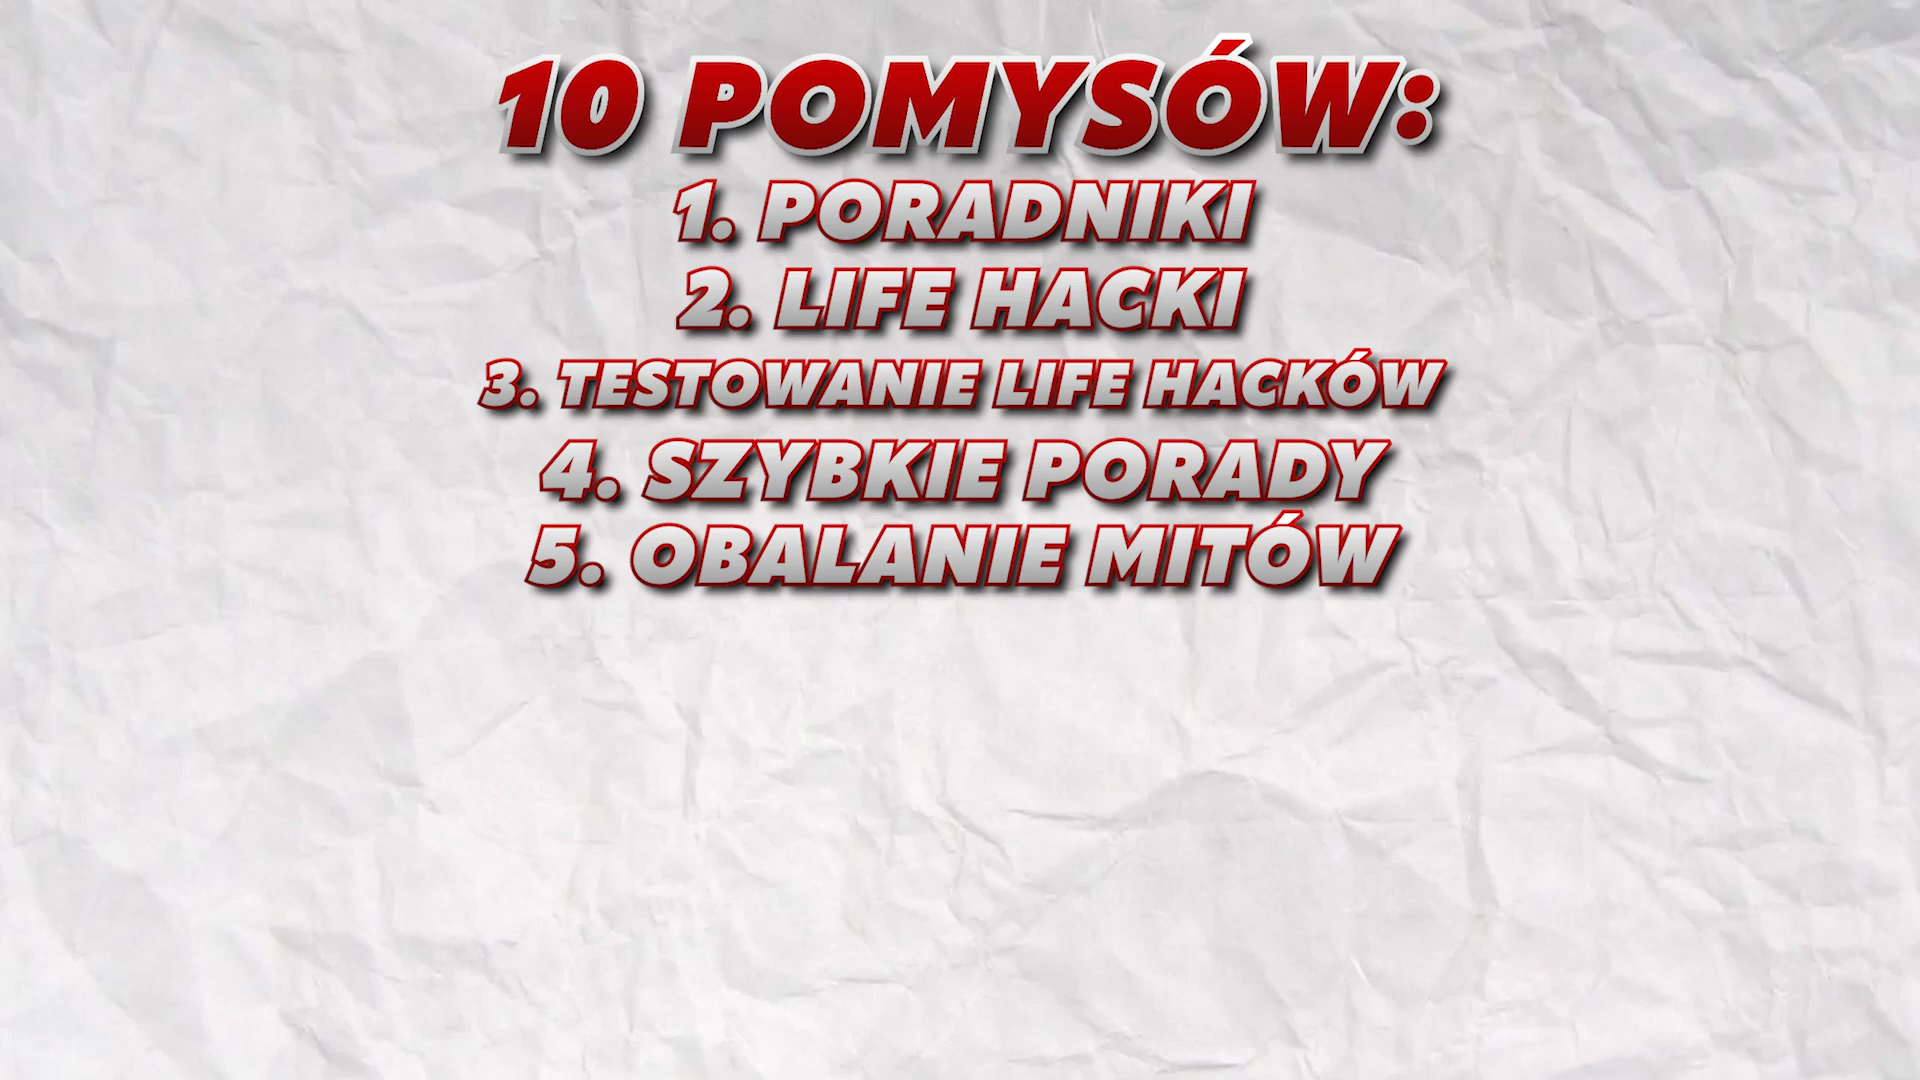 10 POMYSÓW:
1. PORADNIKI
2. LIFE HACKI
3. TESTOWANIE LIFE HACKÓW
4. SZYBKIE PORADY
5. OBALANIE MITÓW